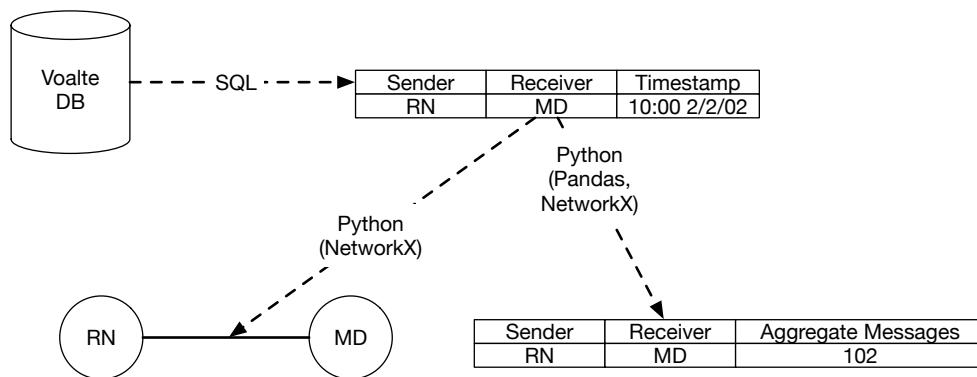 Voalte
DB
SQL
Sender Receiver Timestamp
RN MD 10:00 2/2/02
Python
(Pandas,
NetworkX)
Python
(NetworkX)
RN MD
Sender Receiver Aggregate Messages
RN MD 102